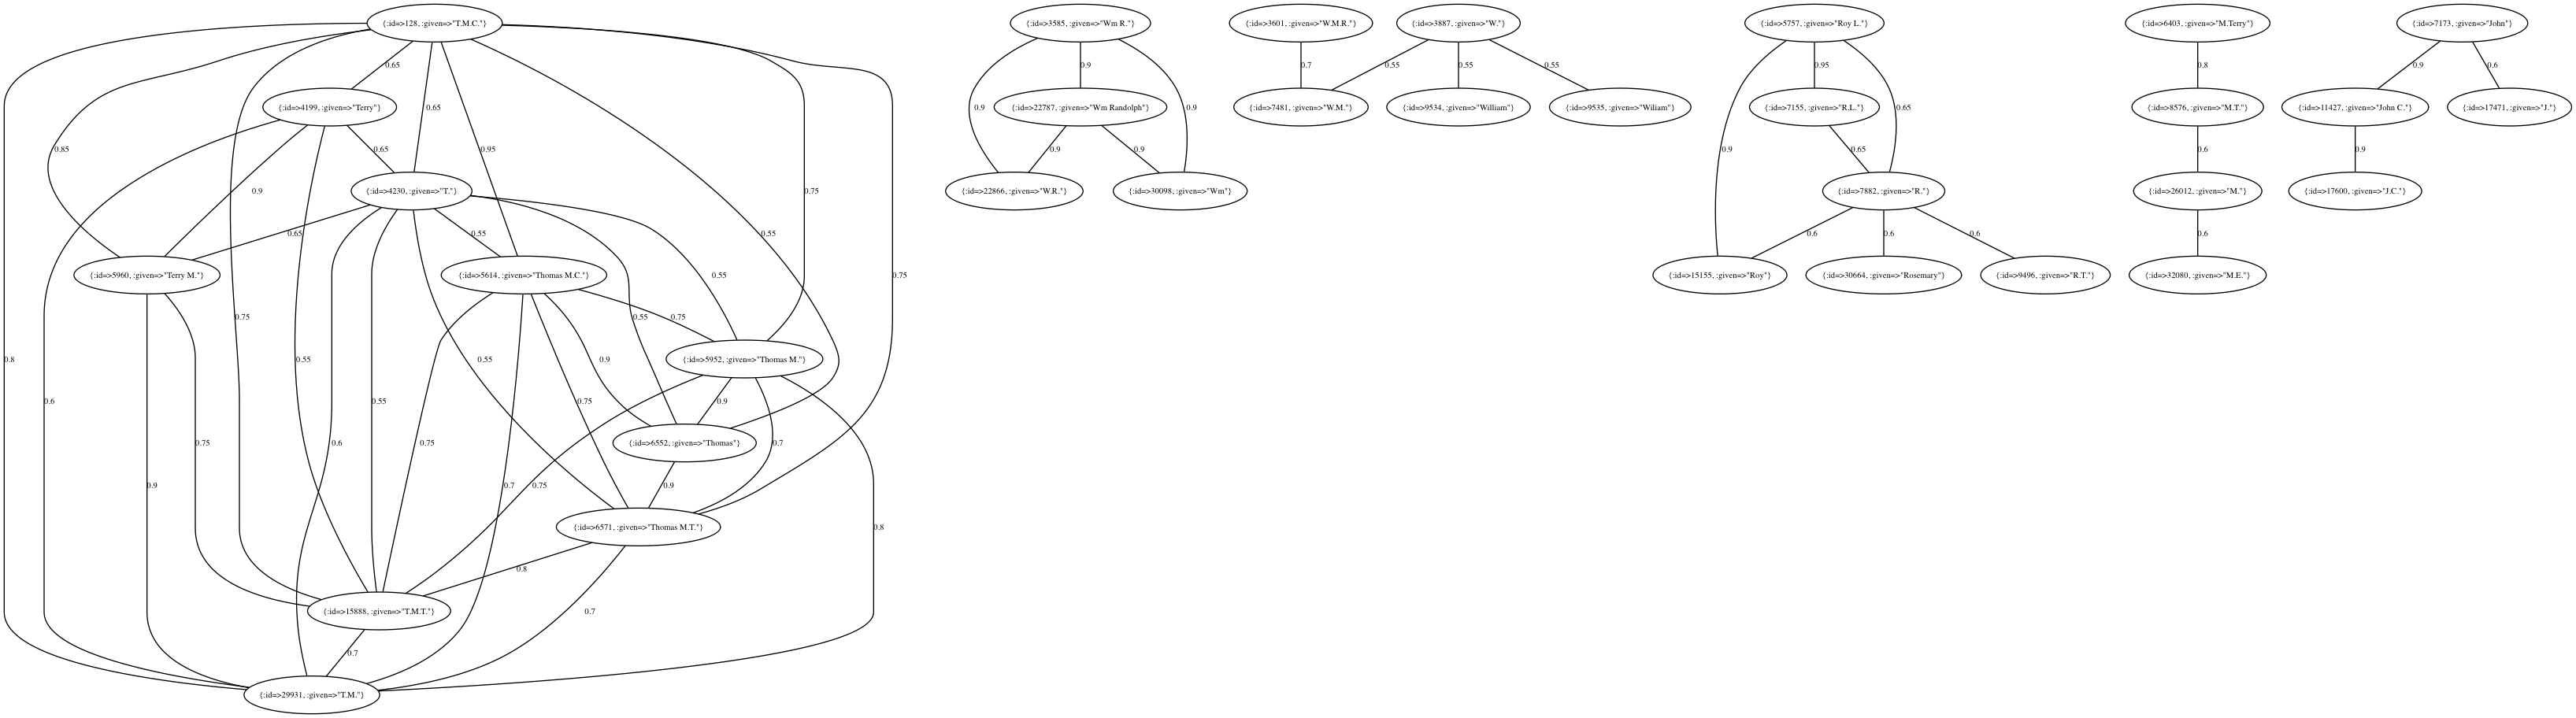 {:id=>128, :given=>"T.M.C."}
{:id=>3585, :given=>"Wm R."}
{:id=>3601, :given=>"W.M.R."}
{:id=>3887, :given=>"W."}
{:id=>5757, :given=>"Roy L."}
{:id=>6403, :given=>"M.Terry"}
{:id=>7173, :given=>"John"}
0.65
0.9
0.7
0.55
0.55
0.55
0.95
0.8
0.9
0.6
{:id=>4199, :given=>"Terry"}
{:id=>22787, :given=>"Wm Randolph"}
{:id=>7481, :given=>"W.M."}
{:id=>9534, :given=>"William"}
{:id=>9535, :given=>"Wiliam"}
{:id=>7155, :given=>"R.L."}
{:id=>8576, :given=>"M.T."}
{:id=>11427, :given=>"John C."}
{:id=>17471, :given=>"J."}
0.65
0.9
0.9
0.65
0.85
0.65
0.95
0.9
0.9
0.9
0.65
0.6
0.9
{:id=>4230, :given=>"T."}
{:id=>22866, :given=>"W.R."}
{:id=>30098, :given=>"Wm"}
{:id=>7882, :given=>"R."}
{:id=>26012, :given=>"M."}
{:id=>17600, :given=>"J.C."}
0.9
0.75
0.65
0.55
0.55
0.6
0.6
0.6
0.6
{:id=>5960, :given=>"Terry M."}
{:id=>5614, :given=>"Thomas M.C."}
{:id=>15155, :given=>"Roy"}
{:id=>30664, :given=>"Rosemary"}
{:id=>9496, :given=>"R.T."}
{:id=>32080, :given=>"M.E."}
0.55
0.75
0.75
0.55
0.75
0.8
0.55
0.55
0.9
{:id=>5952, :given=>"Thomas M."}
0.6
0.55
0.75
0.9
0.75
0.6
0.75
{:id=>6552, :given=>"Thomas"}
0.7
0.9
0.7
0.75
0.9
{:id=>6571, :given=>"Thomas M.T."}
0.8
0.8
{:id=>15888, :given=>"T.M.T."}
0.7
0.7
{:id=>29931, :given=>"T.M."}